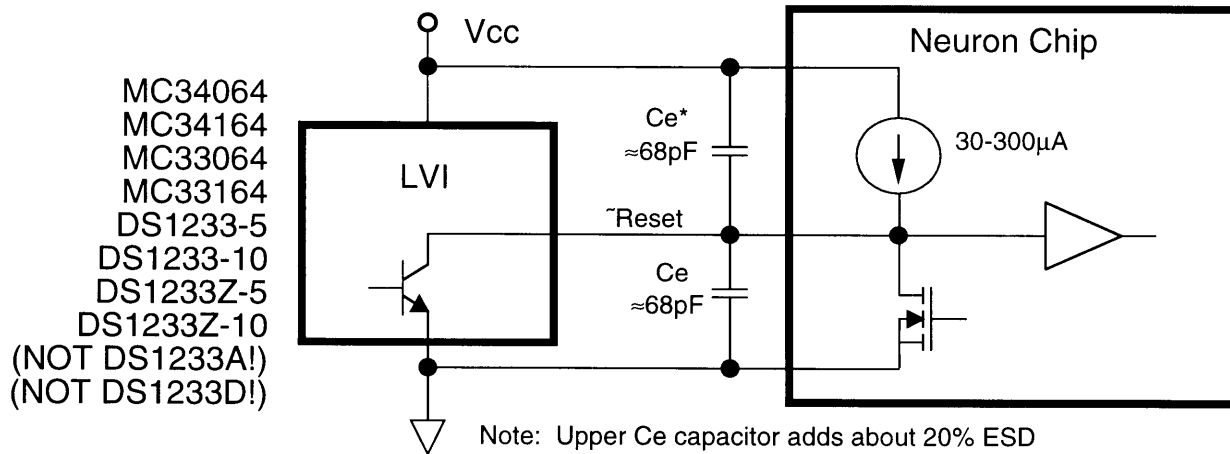 Vcc
Neuron Chip
MC34064
MC34164
MC33064
MC33164
DS1233-5
DS1233-10
DS1233Z-5
DS1233Z-10
(NOT DS1233A!)
(NOT DS1233D!)
LVI
Ce*
≈68pF
30-300μA
~Reset
Ce
≈68pF
Note: Upper Ce capacitor adds about 20% ESD